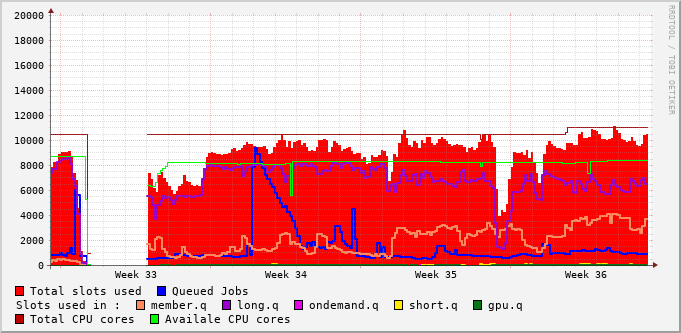 20000
18000
16000
14000
12000
10000
8000
6000
4000
2000
0
Week 33 Week 34 Week 35 Week 36
Total slots used Queued Jobs
Slots used in : member.q long.q ondemand.q short.q gpu.q
Total CPU cores Availale CPU cores
RRDTOOL / TOBI OETIKER